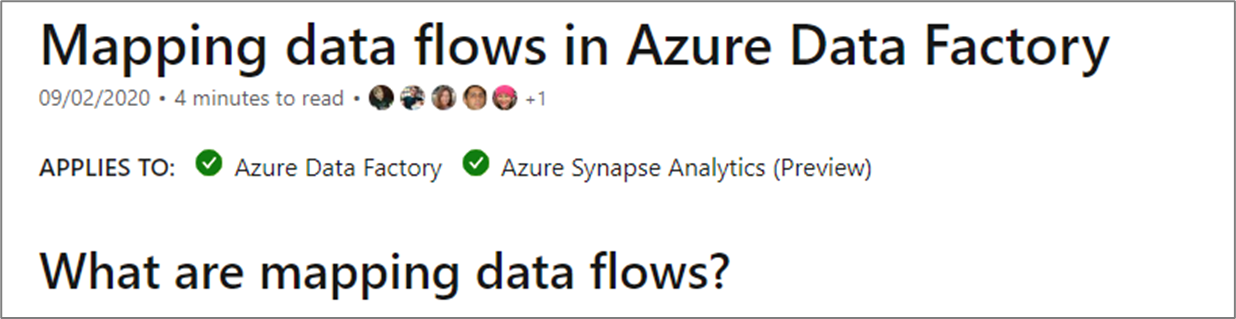 Mapping data flows in Azure Data Factory
09/02/2020 • 4 minutes to read • +1
APPLIES TO: Azure Data Factory Azure Synapse Analytics (Preview)
What are mapping data flows?